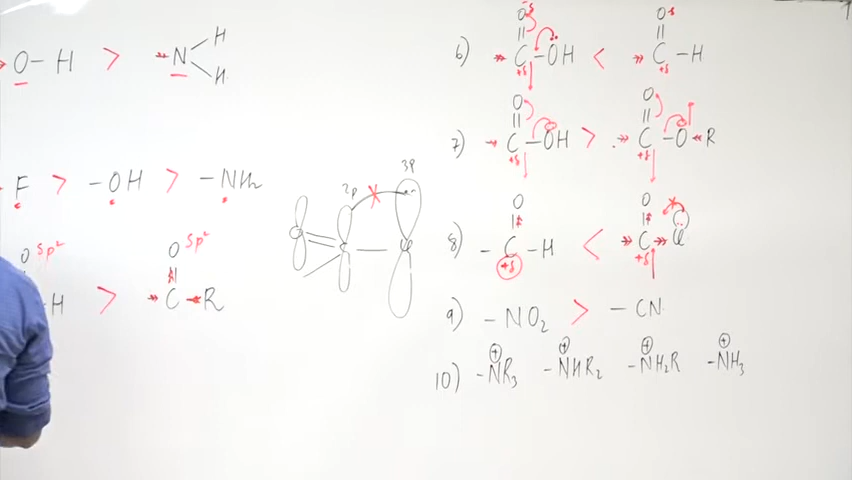 O–H > N H H
F > –OH > –NH₂
O sp² O sp²
H > C R
2p 3p
C C Cl
6) O –δ C +δ –OH < O –δ C +δ –H
7) O C +δ –OH > O C +δ –O R
8) O – C +δ –H < O C +δ Cl
9) –NO₂ > –CN
10) –N⊕R₃ –N⊕HR₂ –N⊕H₂R –N⊕H₃